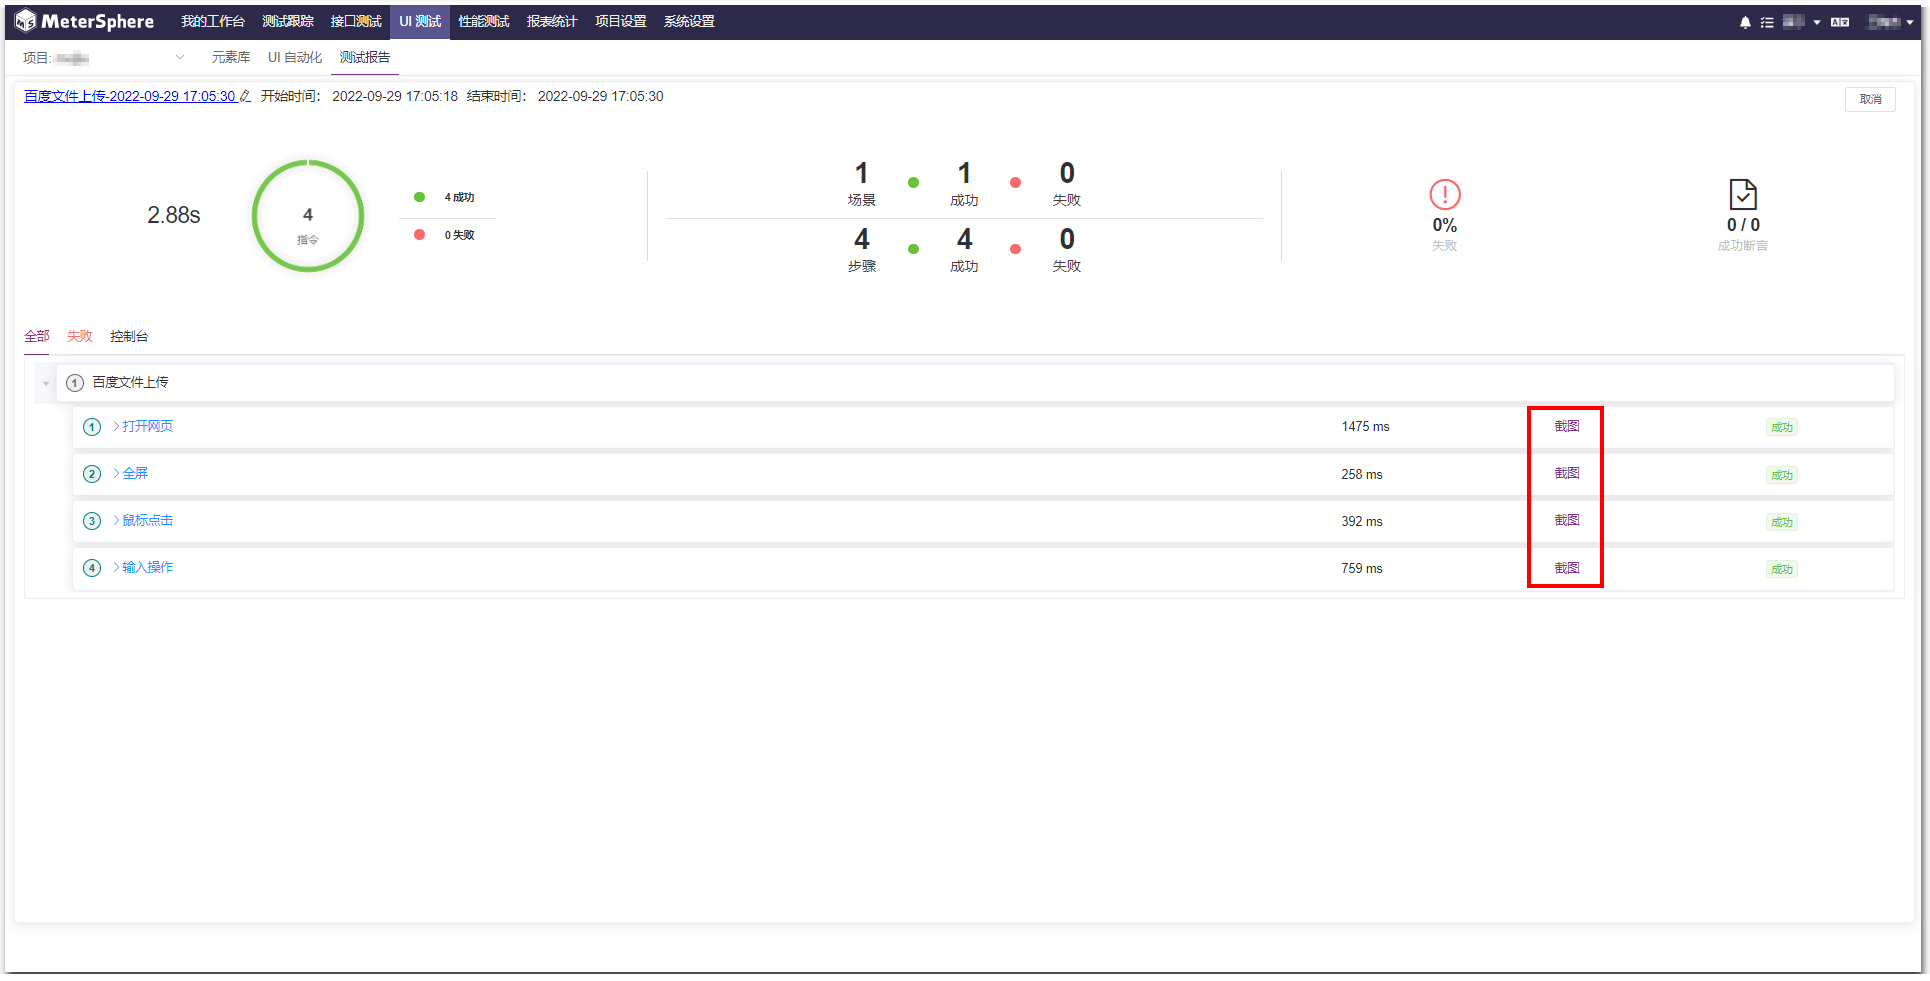 MeterSphere 我的工作台 测试跟踪 接口测试 UI 测试 性能测试 报表统计 项目设置 系统设置
项目: 元素库 UI 自动化 测试报告
百度文件上传-2022-09-29 17:05:30 开始时间： 2022-09-29 17:05:18 结束时间： 2022-09-29 17:05:30 取消
2.88s
4
指令
4 成功
0 失败
1 1 0
场景 成功 失败
4 4 0
步骤 成功 失败
0%
失败
0 / 0
成功断言
全部 失败 控制台
1 百度文件上传
1 打开网页 1475 ms 截图 成功
2 全屏 258 ms 截图 成功
3 鼠标点击 392 ms 截图 成功
4 输入操作 759 ms 截图 成功